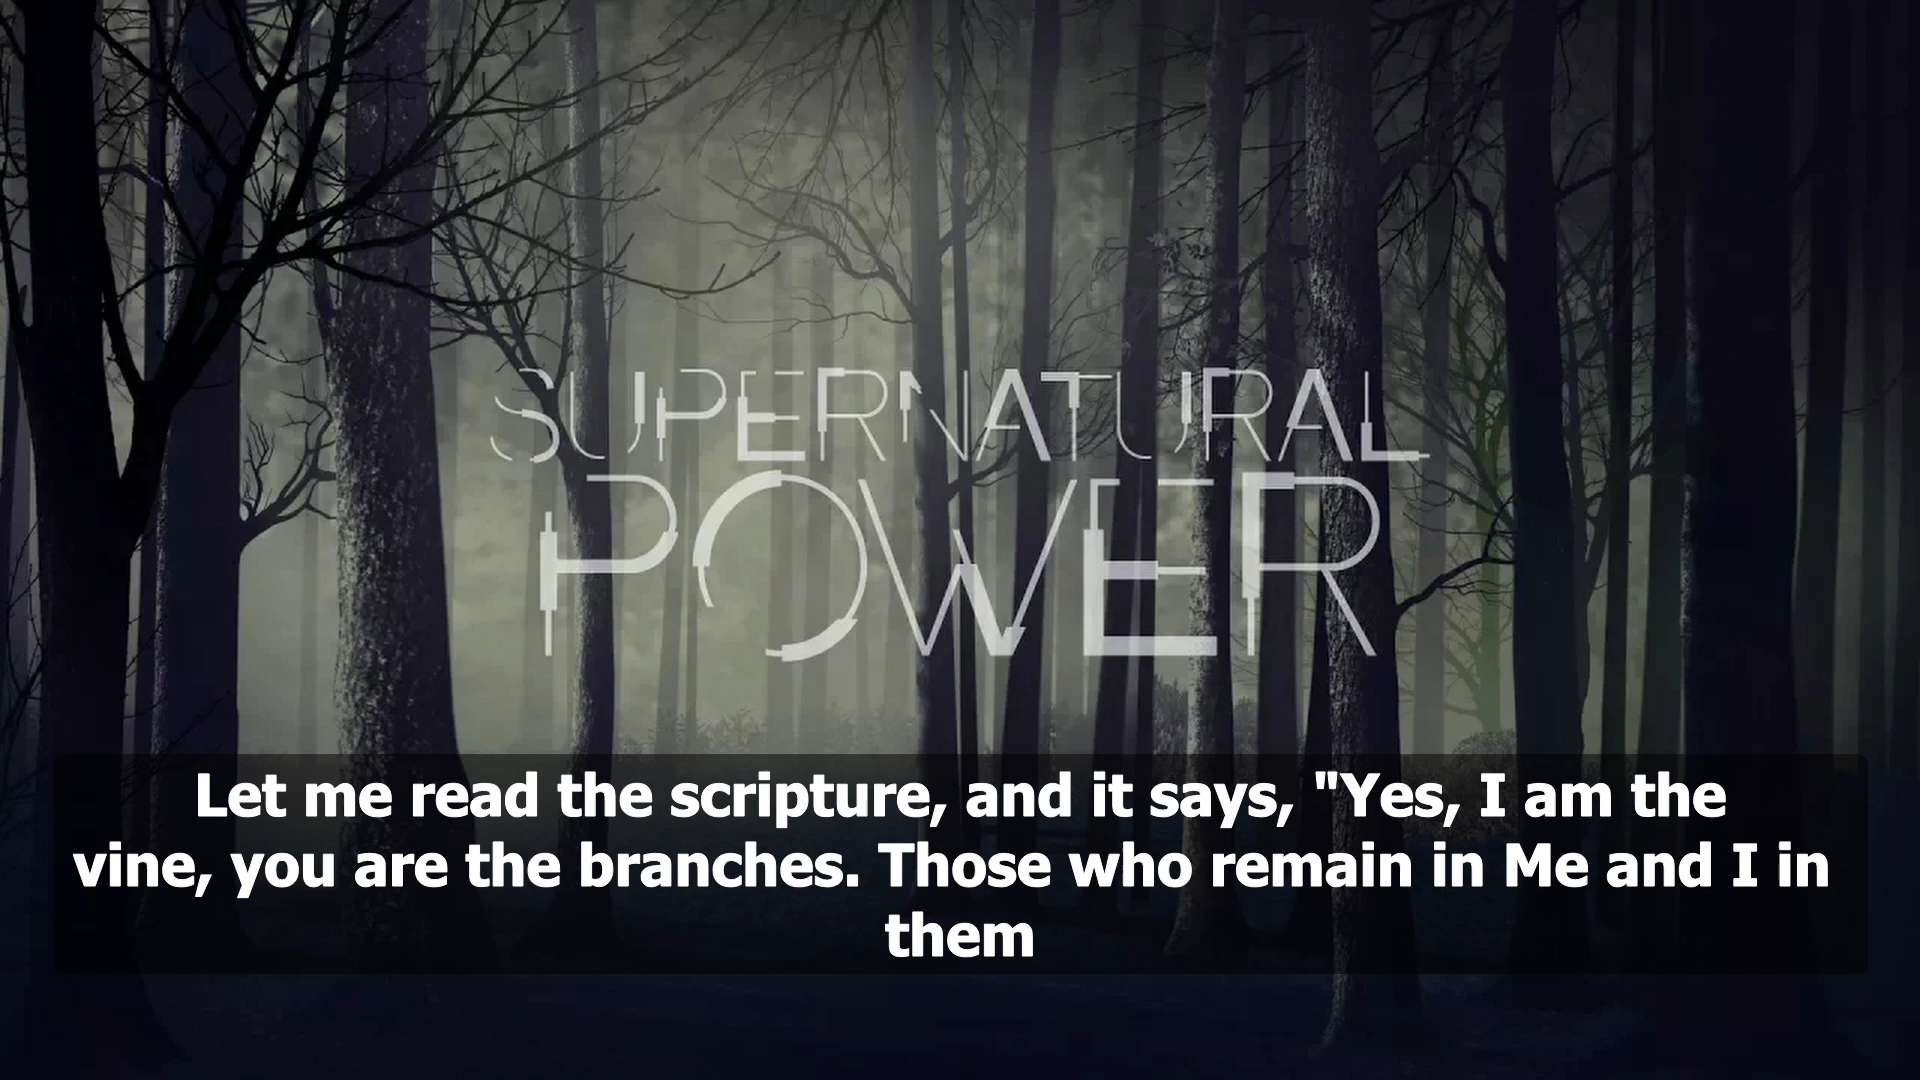 SUPERNATURAL
POWER
Let me read the scripture, and it says, "Yes, I am the
vine, you are the branches. Those who remain in Me and I in
them